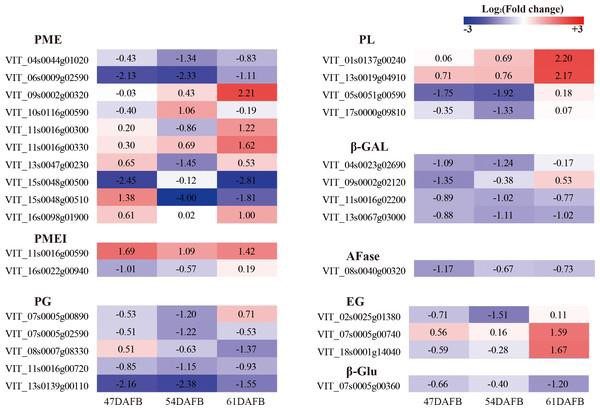 Log₂(Fold change)
-3 +3
PME
VIT_04s0044g01020 -0.43 -1.34 -0.83
VIT_06s0009g02590 -2.13 -2.33 -1.11
VIT_09s0002g00320 -0.03 0.43 2.21
VIT_10s0116g00590 -0.40 1.06 -0.19
VIT_11s0016g00300 0.20 -0.86 1.22
VIT_11s0016g00330 0.30 0.69 1.62
VIT_13s0047g00230 0.65 -1.45 0.53
VIT_15s0048g00500 -2.45 -0.12 -2.81
VIT_15s0048g00510 1.38 -4.00 -1.81
VIT_16s0098g01900 0.61 0.02 1.00
PMEI
VIT_11s0016g00590 1.69 1.09 1.42
VIT_16s0022g00940 -1.01 -0.57 0.19
PG
VIT_07s0005g00890 -0.53 -1.20 0.71
VIT_07s0005g02590 -0.51 -1.22 -0.53
VIT_08s0007g08330 0.51 -0.63 -1.37
VIT_11s0016g00720 -0.85 -1.15 -0.93
VIT_13s0139g00110 -2.16 -2.38 -1.55
47DAFB 54DAFB 61DAFB
PL
VIT_01s0137g00240 0.06 0.69 2.20
VIT_13s0019g04910 0.71 0.76 2.17
VIT_05s0051g00590 -1.75 -1.92 0.18
VIT_17s0000g09810 -0.35 -1.33 0.07
β-GAL
VIT_04s0023g02690 -1.09 -1.24 -0.17
VIT_09s0002g02120 -1.35 -0.38 0.53
VIT_11s0016g02200 -0.89 -1.02 -0.77
VIT_13s0067g03000 -0.88 -1.11 -1.02
AFase
VIT_08s0040g00320 -1.17 -0.67 -0.73
EG
VIT_02s0025g01380 -0.71 -1.51 0.11
VIT_07s0005g00740 0.56 0.16 1.59
VIT_18s0001g14040 -0.59 -0.28 1.67
β-Glu
VIT_07s0005g00360 -0.66 -0.40 -1.20
47DAFB 54DAFB 61DAFB